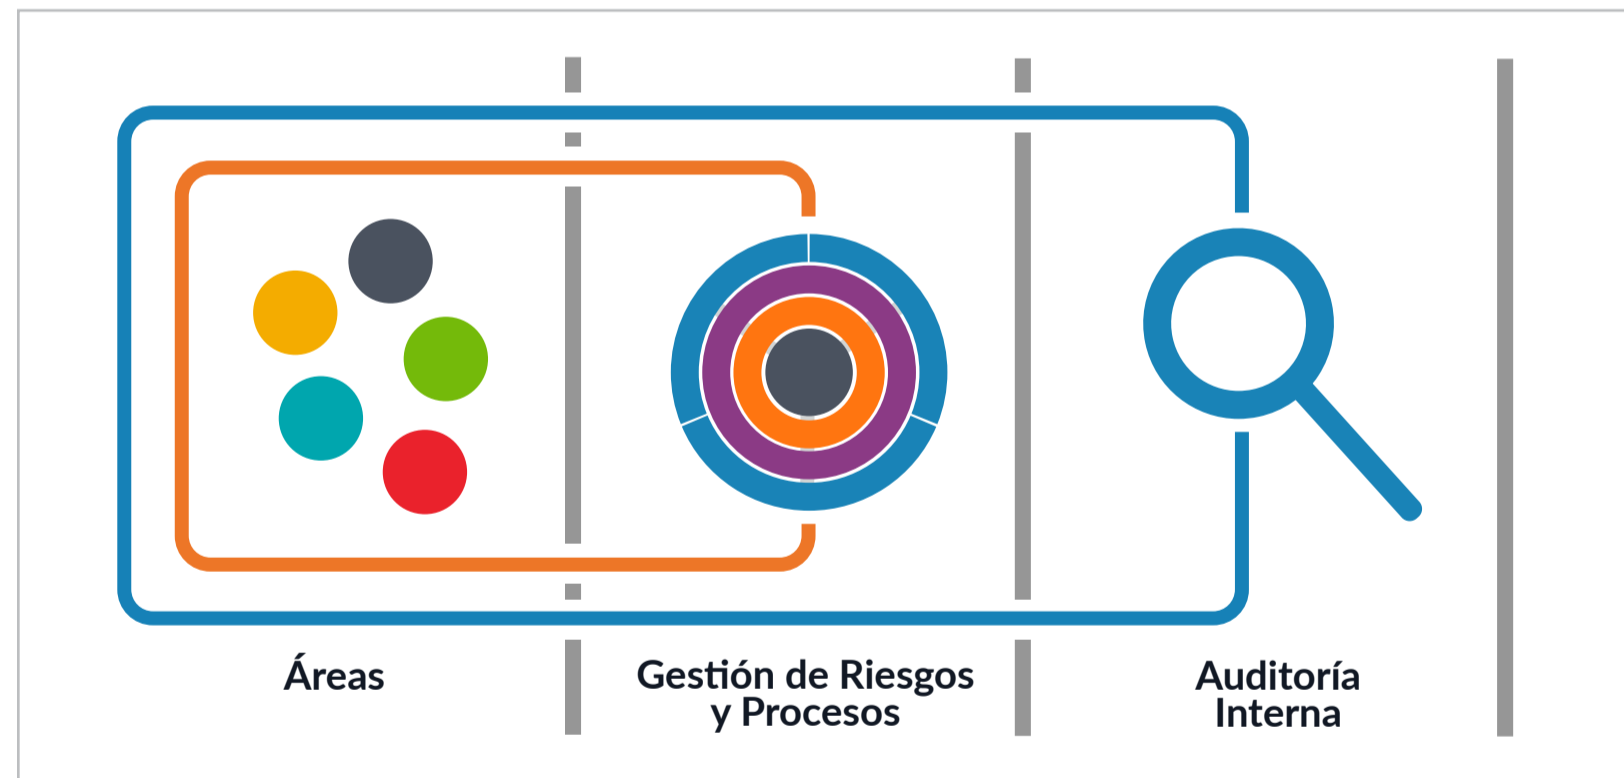 Áreas
Gestión de Riesgos
y Procesos
Auditoría
Interna